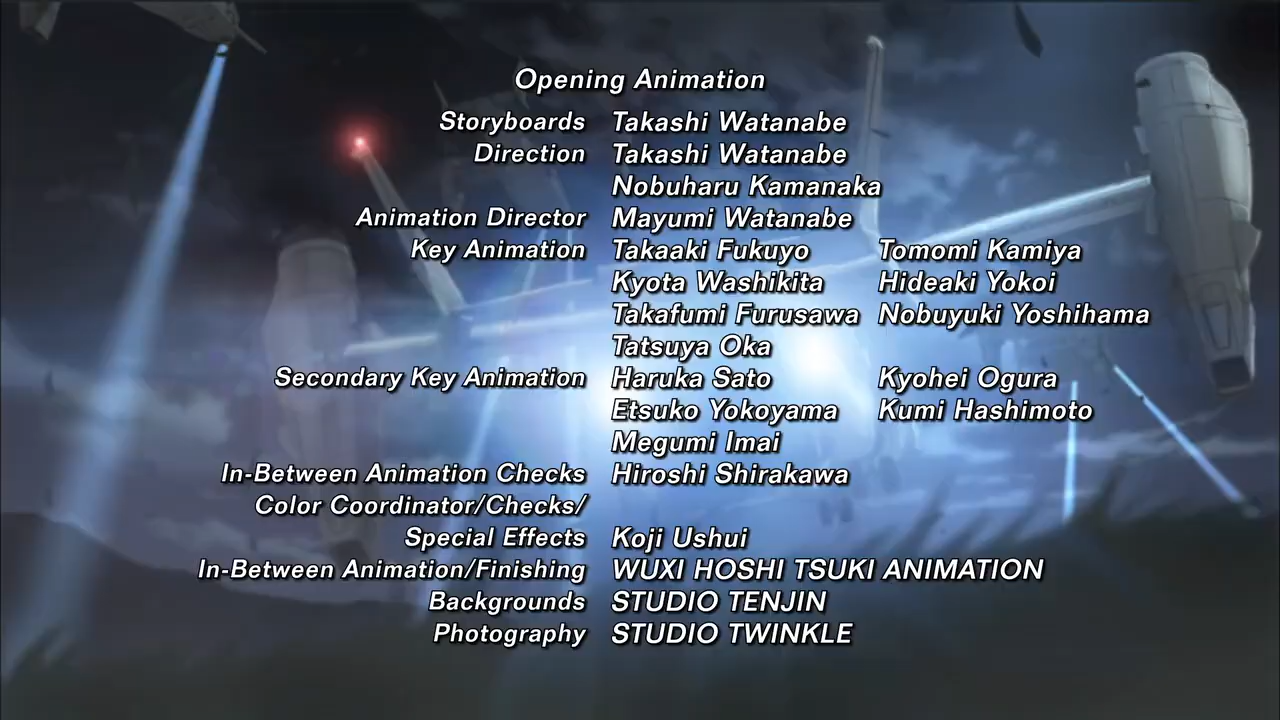 Opening Animation
Storyboards Takashi Watanabe
Direction Takashi Watanabe
Nobuharu Kamanaka
Animation Director Mayumi Watanabe
Key Animation Takaaki Fukuyo Tomomi Kamiya
Kyota Washikita Hideaki Yokoi
Takafumi Furusawa Nobuyuki Yoshihama
Tatsuya Oka
Secondary Key Animation Haruka Sato Kyohei Ogura
Etsuko Yokoyama Kumi Hashimoto
Megumi Imai
In-Between Animation Checks Hiroshi Shirakawa
Color Coordinator/Checks/
Special Effects Koji Ushui
In-Between Animation/Finishing WUXI HOSHI TSUKI ANIMATION
Backgrounds STUDIO TENJIN
Photography STUDIO TWINKLE